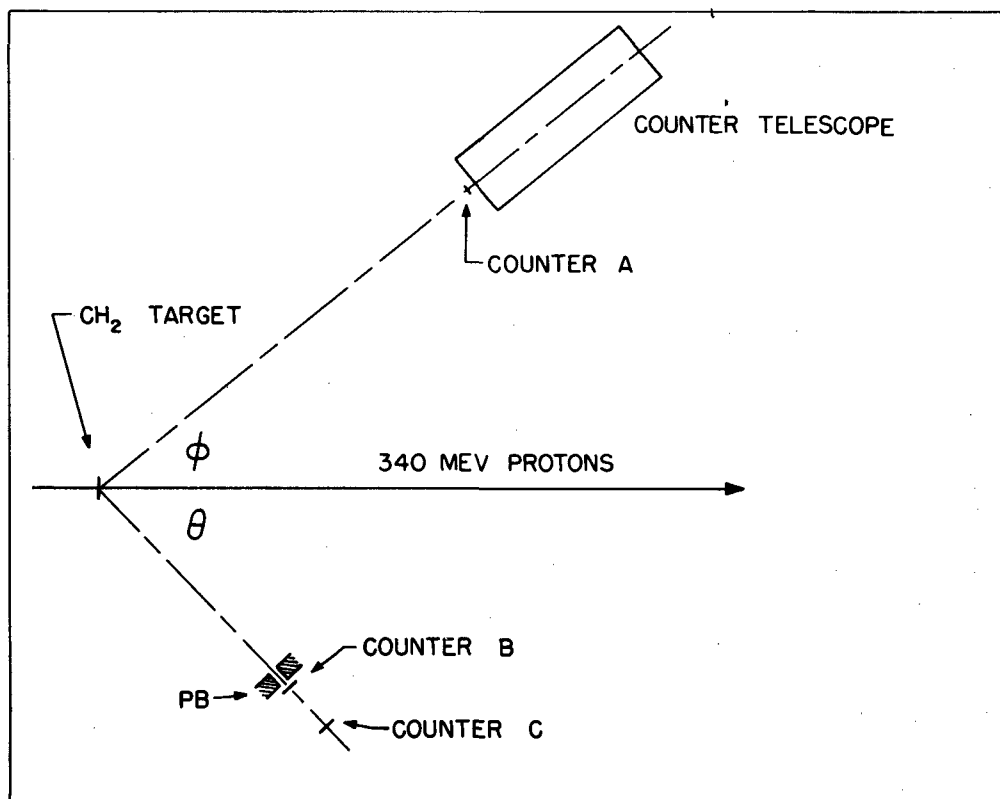 COUNTER TELESCOPE
COUNTER A
CH₂ TARGET
ϕ
340 MEV PROTONS
θ
COUNTER B
PB
COUNTER C